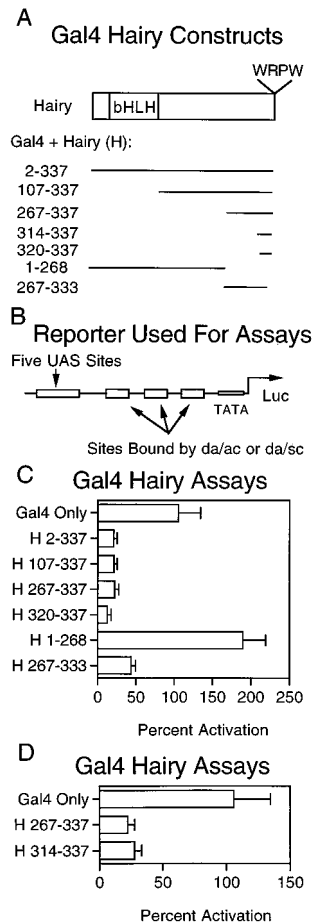 A
Gal4 Hairy Constructs
WRPW
Hairy
bHLH
Gal4 + Hairy (H):
2-337
107-337
267-337
314-337
320-337
1-268
267-333
B
Reporter Used For Assays
Five UAS Sites
TATA
Luc
Sites Bound by da/ac or da/sc
C
Gal4 Hairy Assays
Gal4 Only
H 2-337
H 107-337
H 267-337
H 320-337
H 1-268
H 267-333
0 50 100 150 200 250
Percent Activation
D
Gal4 Hairy Assays
Gal4 Only
H 267-337
H 314-337
0 50 100 150
Percent Activation